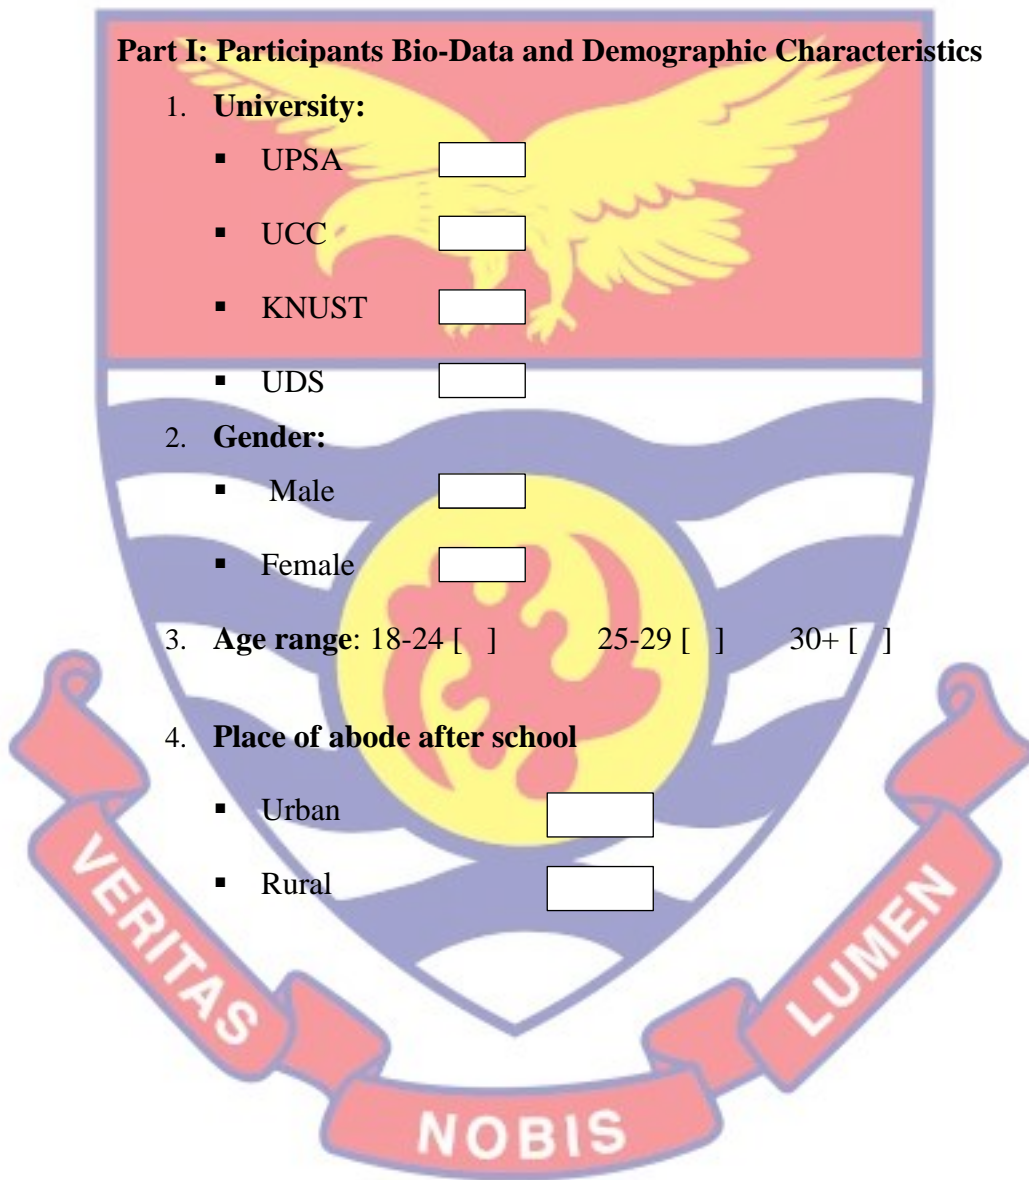 Part I: Participants Bio-Data and Demographic Characteristics
1. University:
▪ UPSA
▪ UCC
▪ KNUST
▪ UDS
2. Gender:
▪ Male
▪ Female
3. Age range: 18-24 [ ] 25-29 [ ] 30+ [ ]
4. Place of abode after school
▪ Urban
▪ Rural
VERITAS
NOBIS
LUMEN